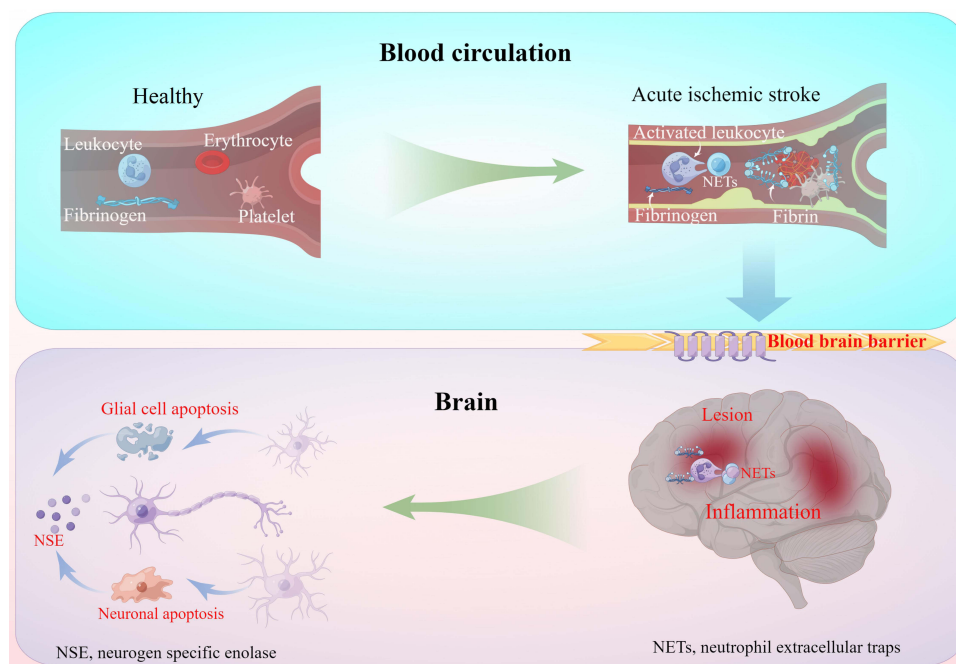 Blood circulation
Healthy
Leukocyte
Erythrocyte
Fibrinogen
Platelet
Acute ischemic stroke
Activated leukocyte
NETs
Fibrinogen
Fibrin
Blood brain barrier
Brain
Glial cell apoptosis
NSE
Neuronal apoptosis
NSE, neurogen specific enolase
Lesion
NETs
Inflammation
NETs, neutrophil extracellular traps